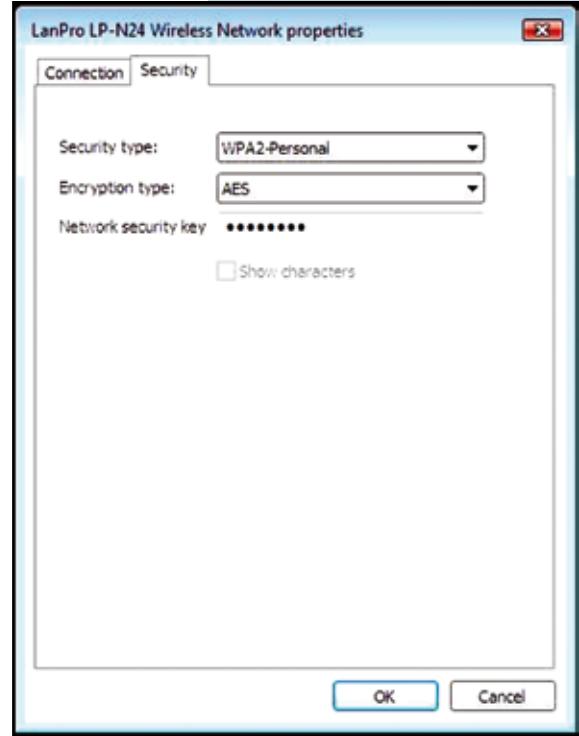 LanPro LP-N24 Wireless Network properties
Connection Security
Security type: WPA2-Personal
Encryption type: AES
Network security key ••••••••
Show characters
OK Cancel